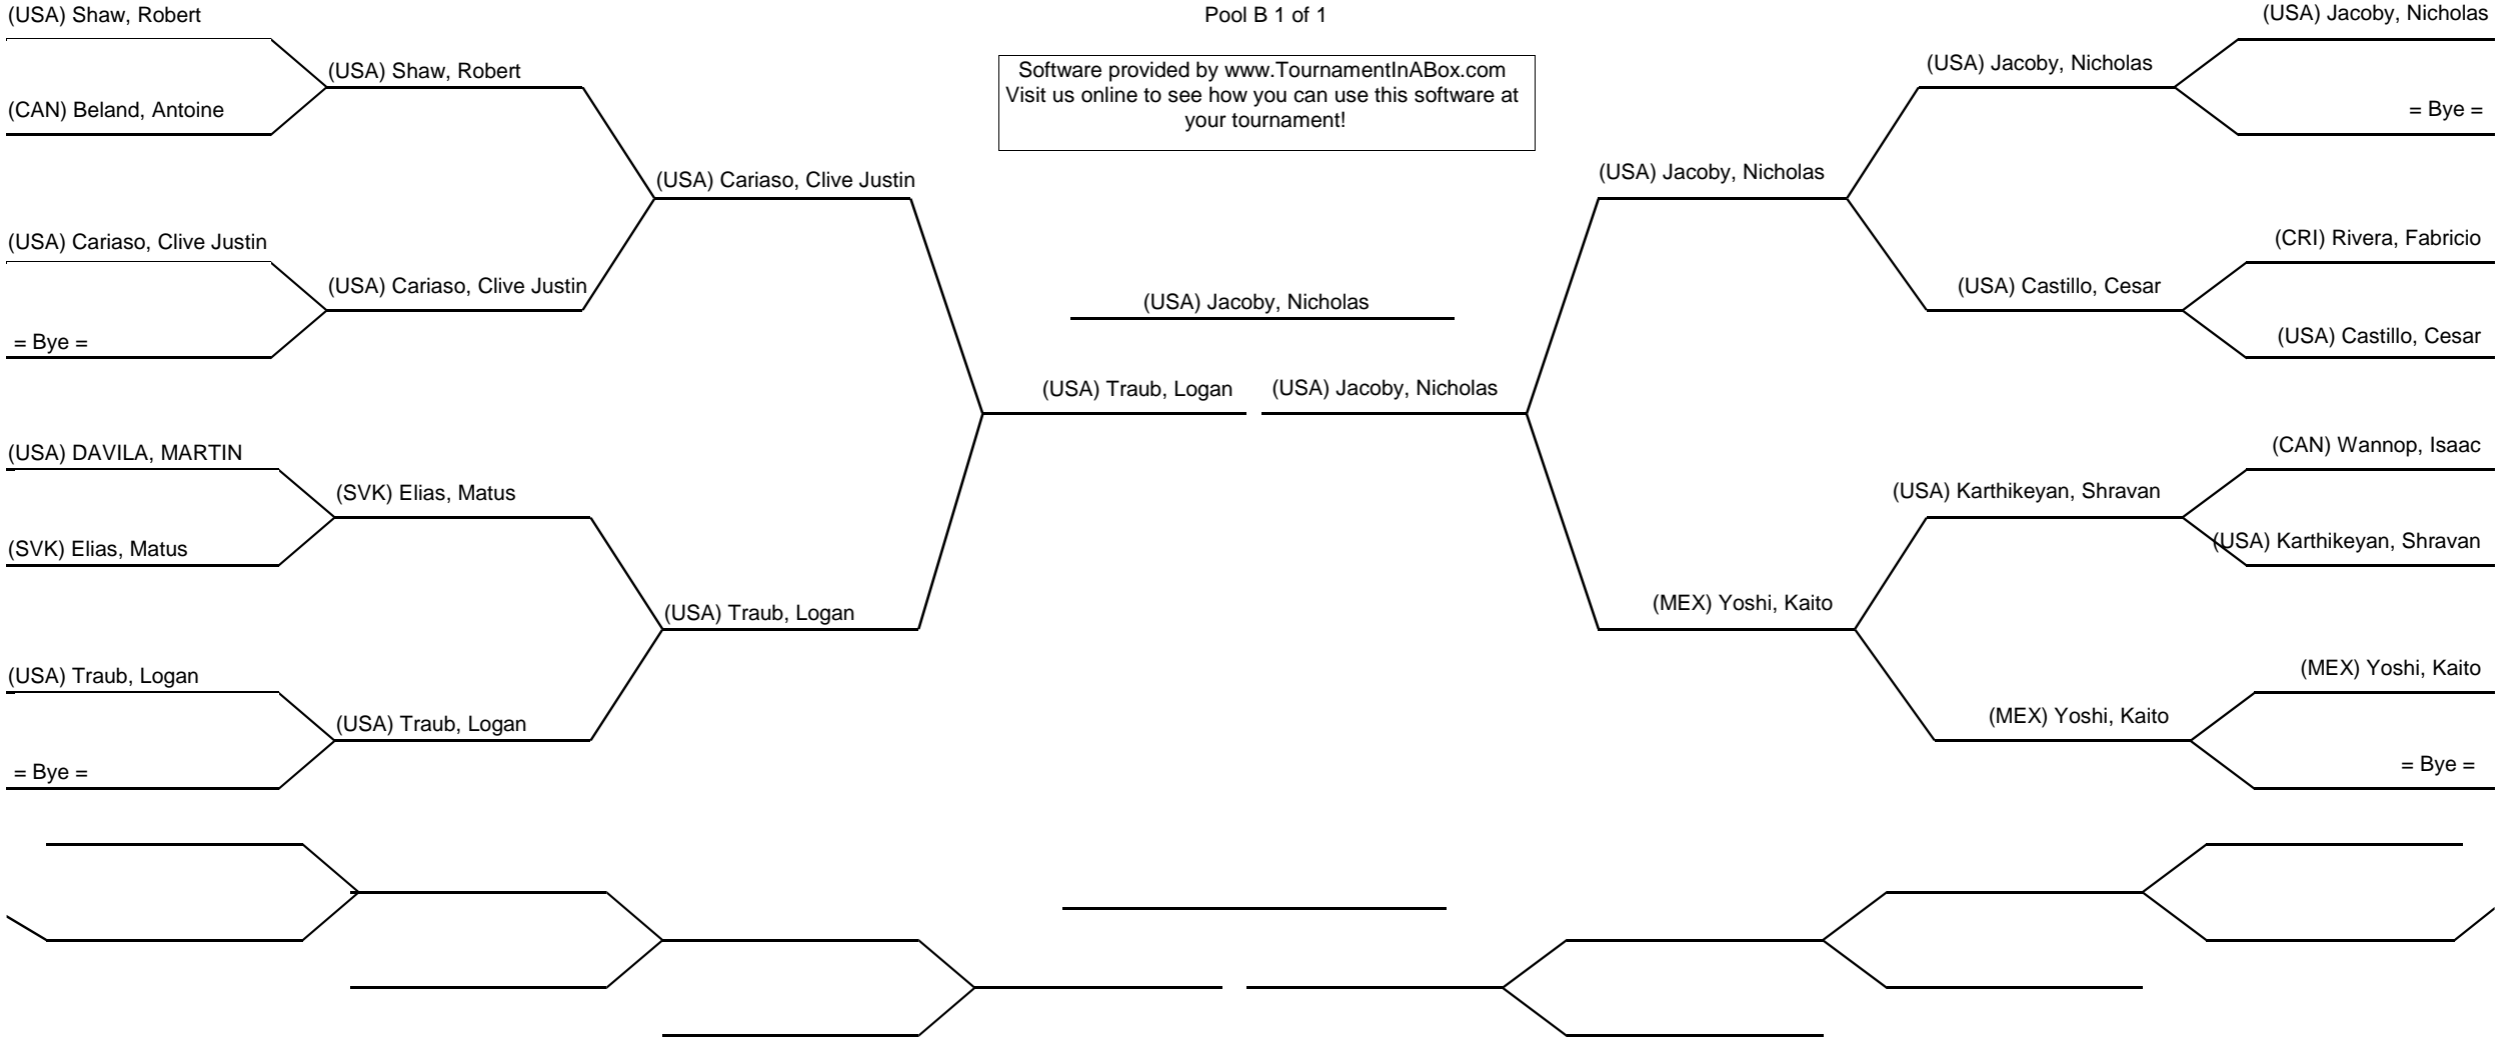 (USA) Shaw, Robert
Pool B 1 of 1
(USA) Jacoby, Nicholas
Software provided by www.TournamentInABox.com
Visit us online to see how you can use this software at
your tournament!
(USA) Shaw, Robert
(USA) Jacoby, Nicholas
(CAN) Beland, Antoine
= Bye =
(USA) Cariaso, Clive Justin
(USA) Jacoby, Nicholas
(USA) Cariaso, Clive Justin
(CRI) Rivera, Fabricio
(USA) Cariaso, Clive Justin
(USA) Jacoby, Nicholas
(USA) Castillo, Cesar
= Bye =
(USA) Castillo, Cesar
(USA) Traub, Logan
(USA) Jacoby, Nicholas
(USA) DAVILA, MARTIN
(CAN) Wannop, Isaac
(SVK) Elias, Matus
(USA) Karthikeyan, Shravan
(SVK) Elias, Matus
(USA) Karthikeyan, Shravan
(USA) Traub, Logan
(MEX) Yoshi, Kaito
(USA) Traub, Logan
(MEX) Yoshi, Kaito
(USA) Traub, Logan
(MEX) Yoshi, Kaito
= Bye =
= Bye =